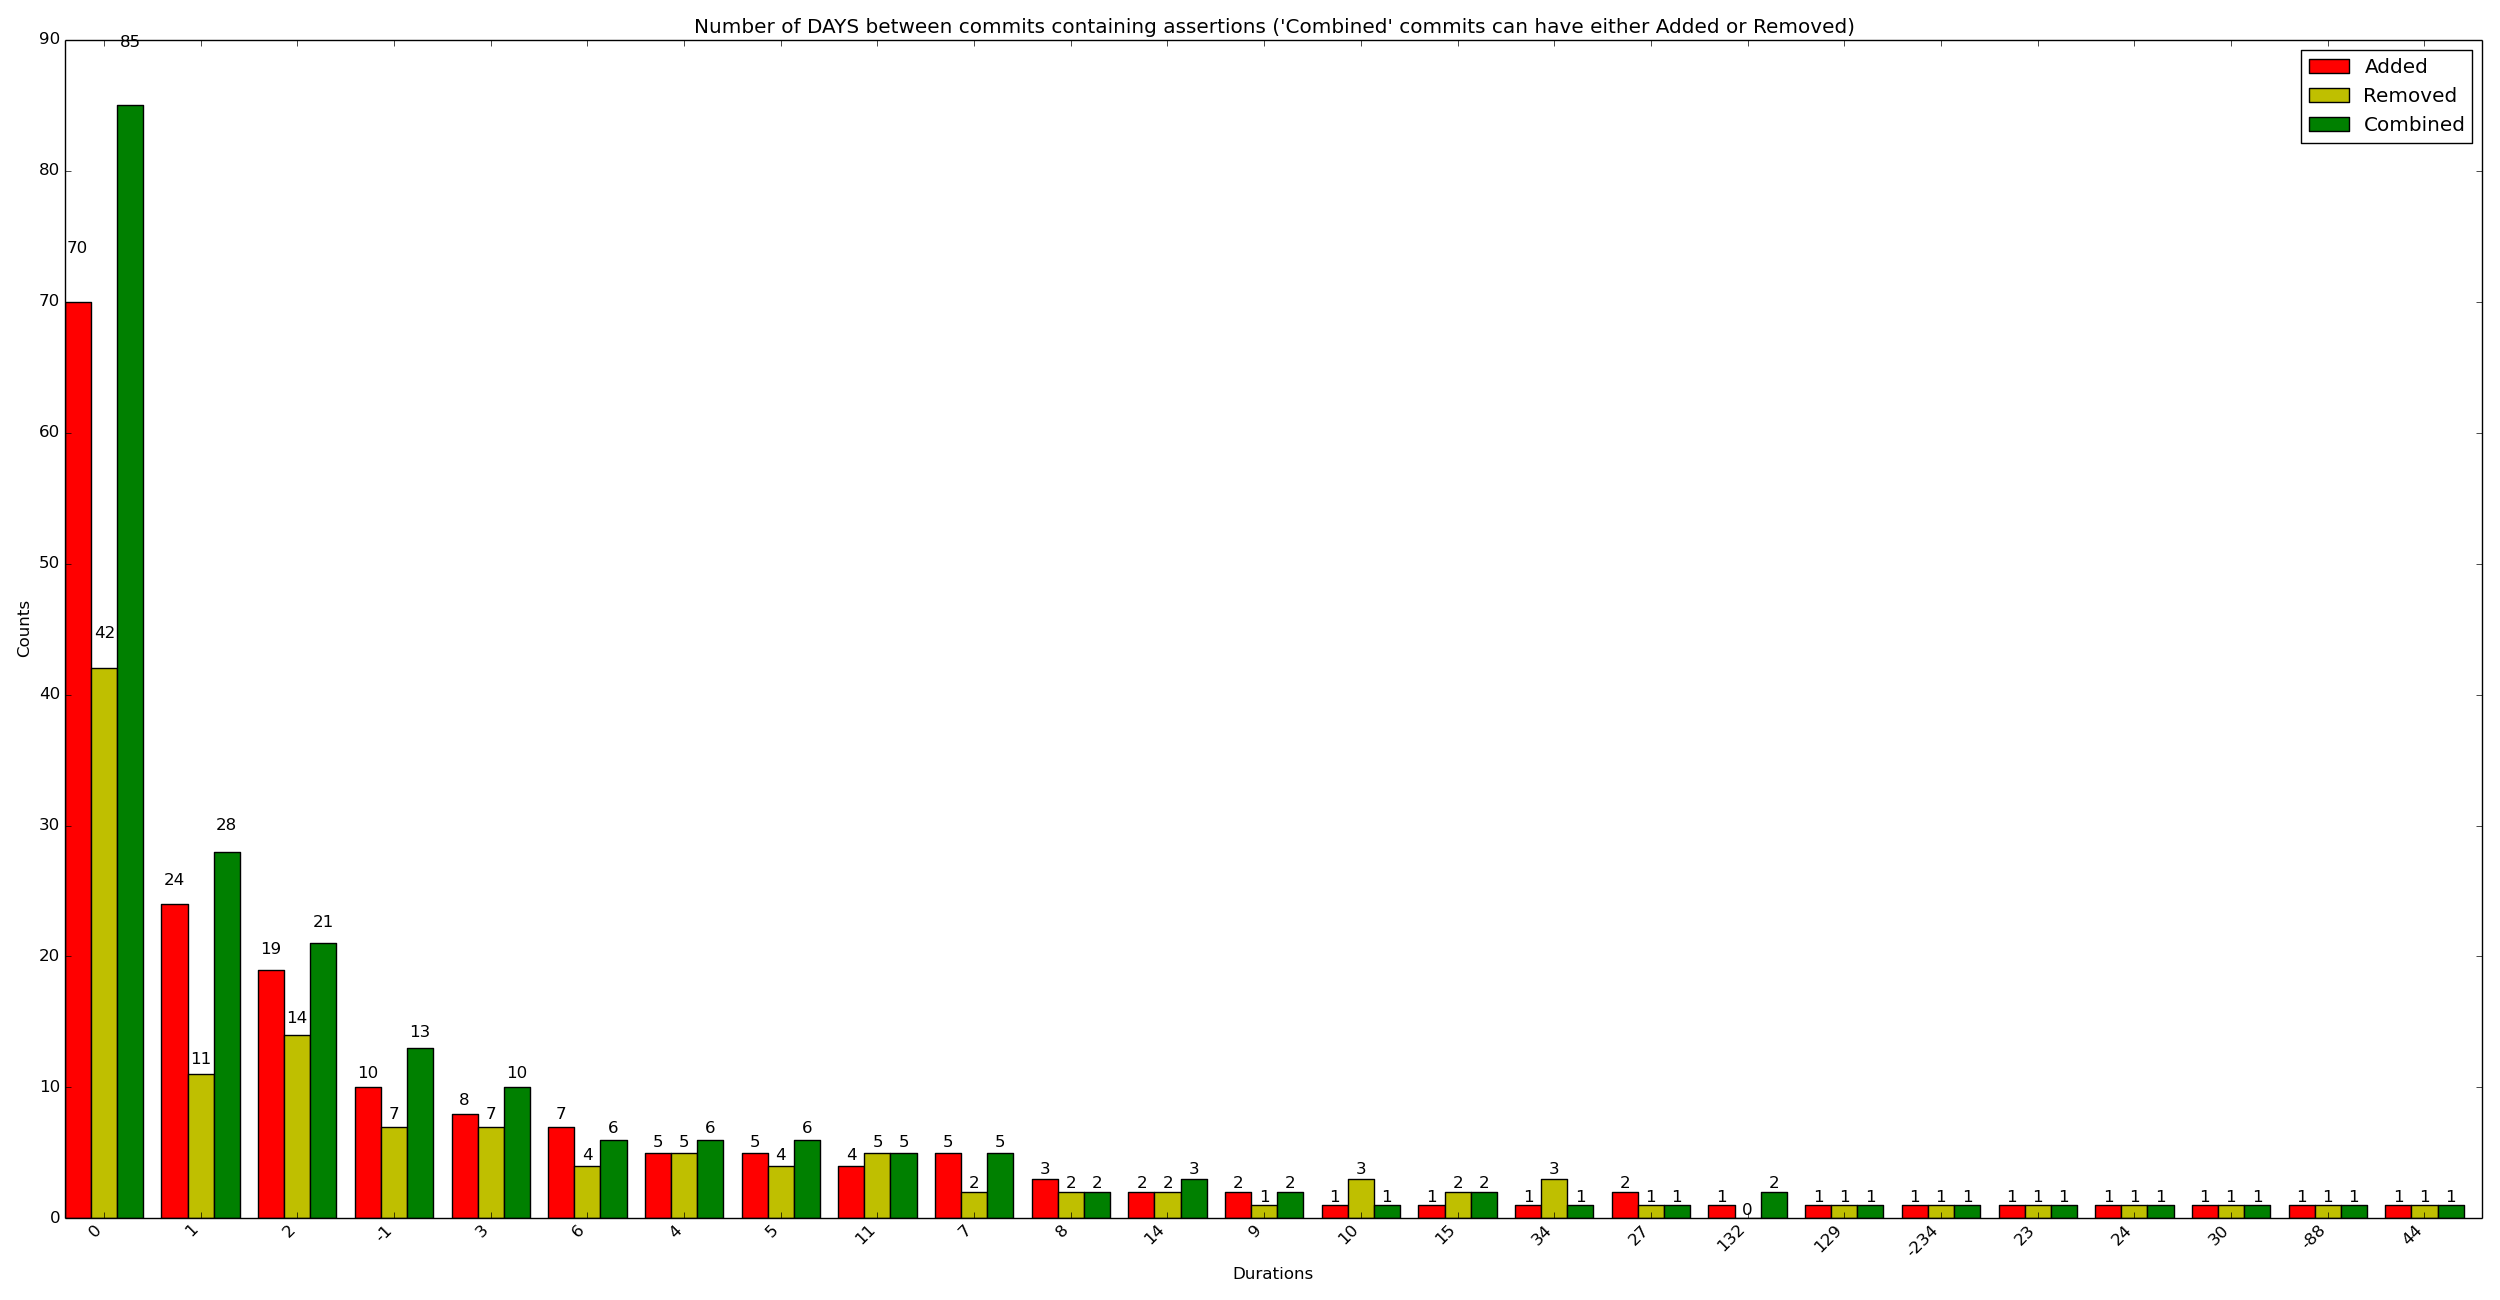 Number of DAYS between commits containing assertions ('Combined' commits can have either Added or Removed)
Added
Removed
Combined
90
80
70
60
50
40
30
20
10
0
Counts
70 42 85
24 11 28
19 14 21
10 7 13
8 7 10
7 4 6
5 5 6
5 4 6
4 5 5
5 2 5
3 2 2
2 2 3
2 1 2
1 3 1
1 2 2
1 3 1
2 1 1
1 0 2
1 1 1
1 1 1
1 1 1
1 1 1
1 1 1
1 1 1
1 1 1
0 1 2 -1 3 6 4 5 11 7 8 14 9 10 15 34 27 132 129 -234 23 24 30 -88 44
Durations